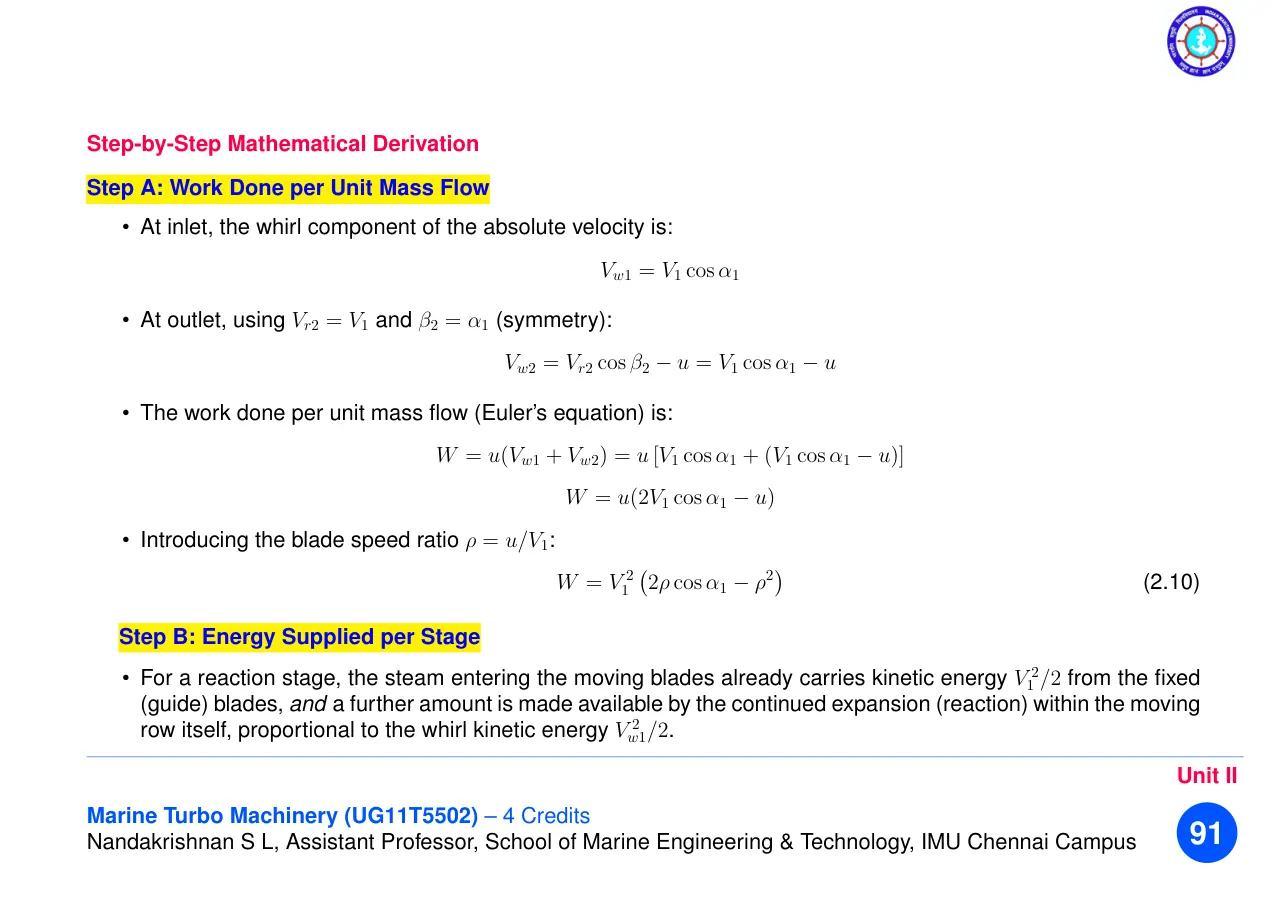 Step-by-Step Mathematical Derivation
Step A: Work Done per Unit Mass Flow
• At inlet, the whirl component of the absolute velocity is:
V_{w1} = V_1 cos α_1
• At outlet, using V_{r2} = V_1 and β_2 = α_1 (symmetry):
V_{w2} = V_{r2} cos β_2 − u = V_1 cos α_1 − u
• The work done per unit mass flow (Euler's equation) is:
W = u(V_{w1} + V_{w2}) = u [V_1 cos α_1 + (V_1 cos α_1 − u)]
W = u(2V_1 cos α_1 − u)
• Introducing the blade speed ratio ρ = u/V_1:
W = V_1^2 (2ρ cos α_1 − ρ^2) (2.10)
Step B: Energy Supplied per Stage
• For a reaction stage, the steam entering the moving blades already carries kinetic energy V_1^2/2 from the fixed
(guide) blades, and a further amount is made available by the continued expansion (reaction) within the moving
row itself, proportional to the whirl kinetic energy V_{w1}^2/2.
Unit II
Marine Turbo Machinery (UG11T5502) – 4 Credits
Nandakrishnan S L, Assistant Professor, School of Marine Engineering & Technology, IMU Chennai Campus
91